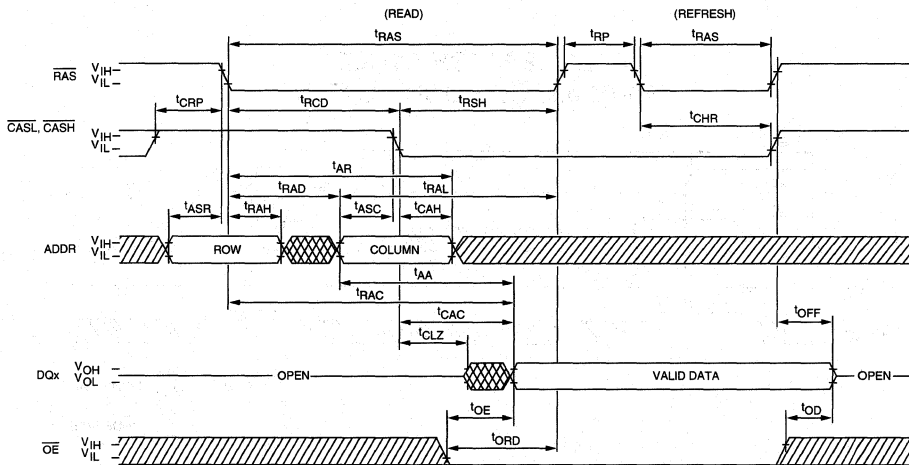 (READ) (REFRESH)
tRAS tRP tRAS
RAS VIH VIL
tCRP tRCD tRSH tCHR
CASL, CASH VIH VIL
tAR
tRAD tRAL
tASR tRAH tASC tCAH
ADDR VIH VIL ROW COLUMN
tAA
tRAC
tCAC tOFF
tCLZ
DQx VOH VOL OPEN VALID DATA OPEN
tOE tOD
tORD
OE VIH VIL